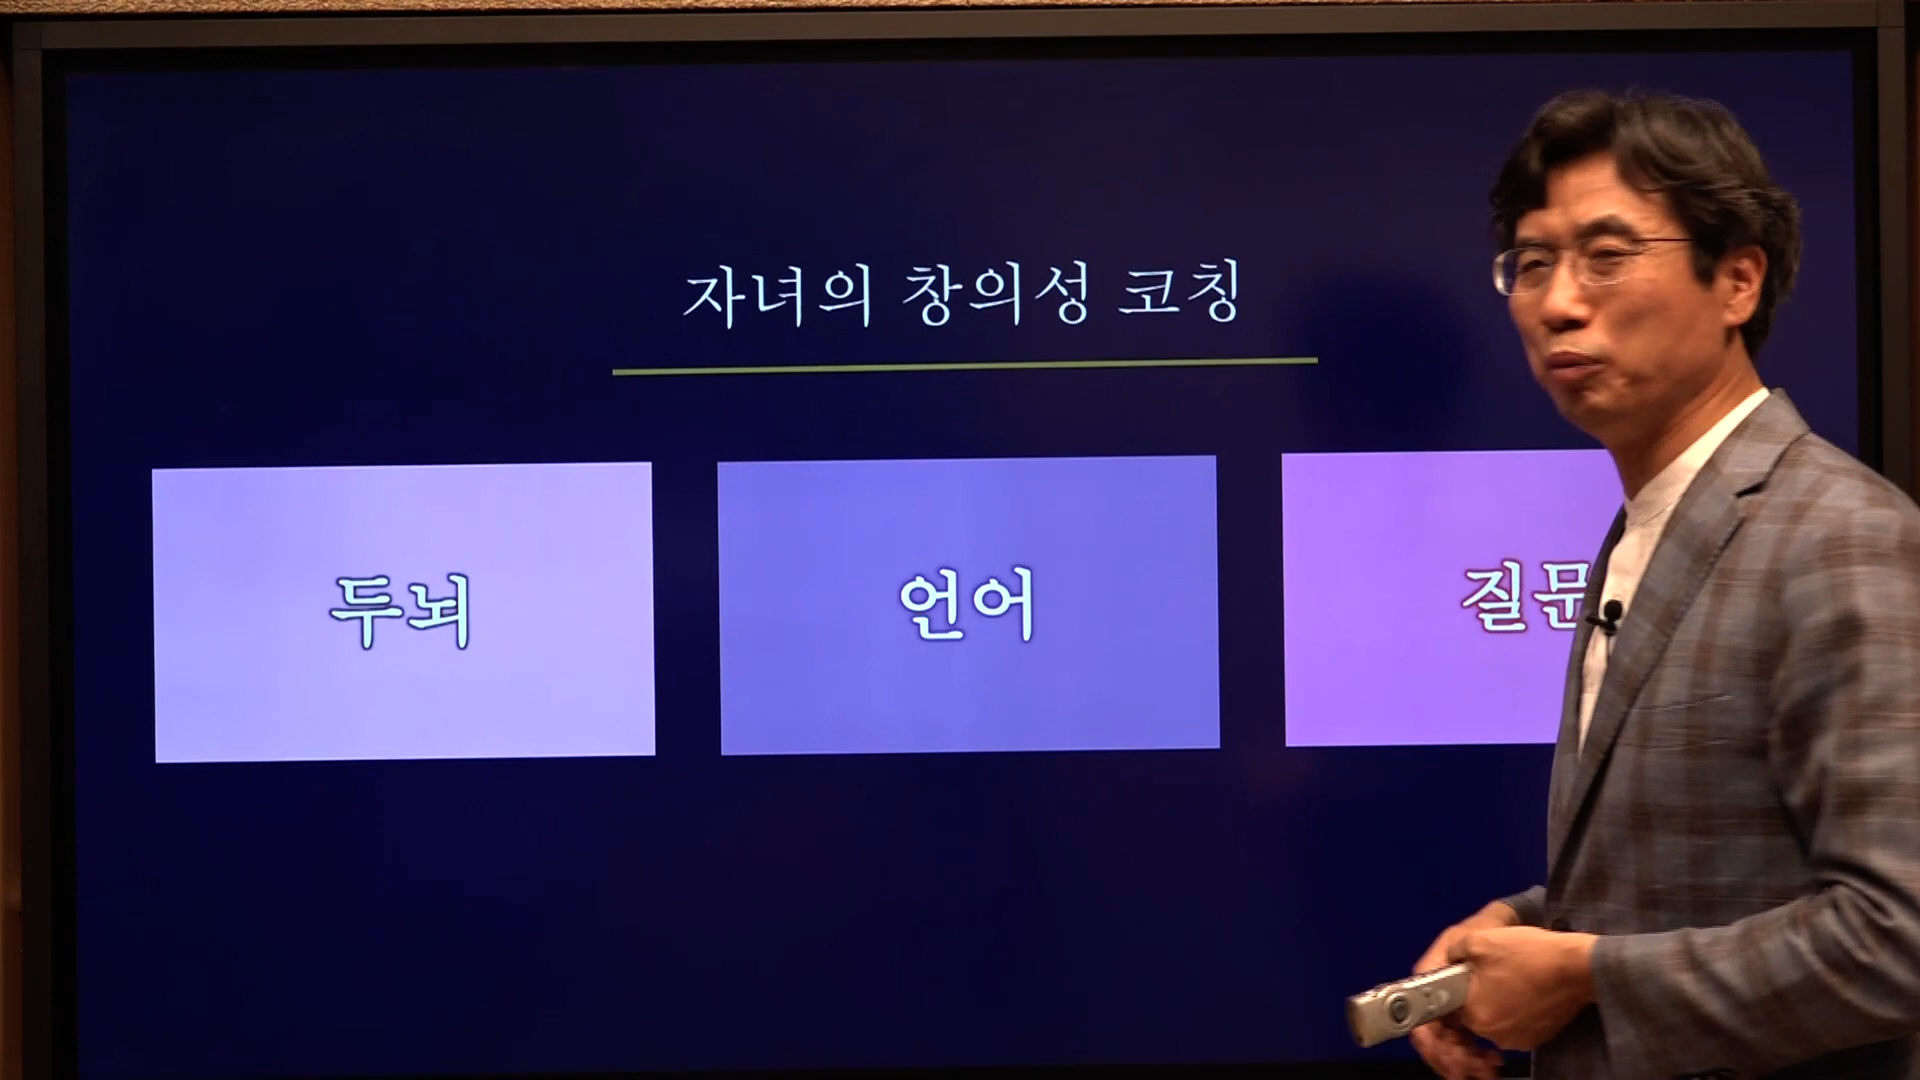 자녀의 창의성 코칭
두뇌
언어
질문